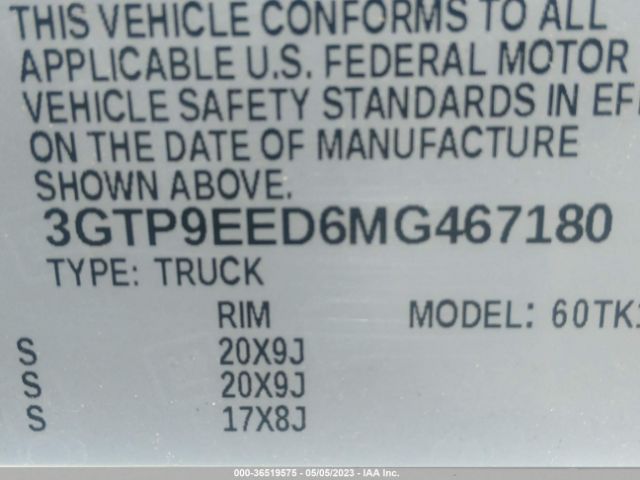 THIS VEHICLE CONFORMS TO ALL
APPLICABLE U.S. FEDERAL MOTOR
VEHICLE SAFETY STANDARDS IN EF
ON THE DATE OF MANUFACTURE
SHOWN ABOVE.
3GTP9EED6MG467180
TYPE: TRUCK
RIM MODEL: 60TK
S 20X9J
S 20X9J
S 17X8J
000-36519575 - 05/05/2023 - IAA Inc.